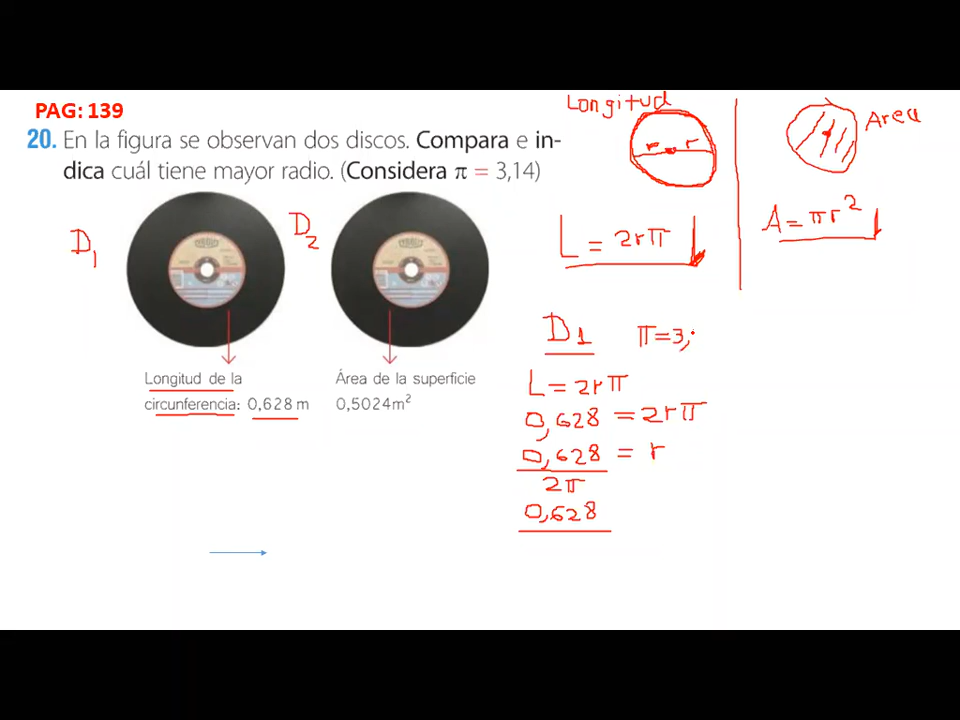 PAG: 139
20. En la figura se observan dos discos. Compara e in-
dica cuál tiene mayor radio. (Considera π = 3,14)
D1
D2
Longitud de la
circunferencia: 0,628 m
Área de la superficie
0,5024m²
Longitud
r r
L = 2rπ
Area
A = πr²
D1 π=3,
L = 2rπ
0,628 = 2rπ
0,628 = r
2π
0,628